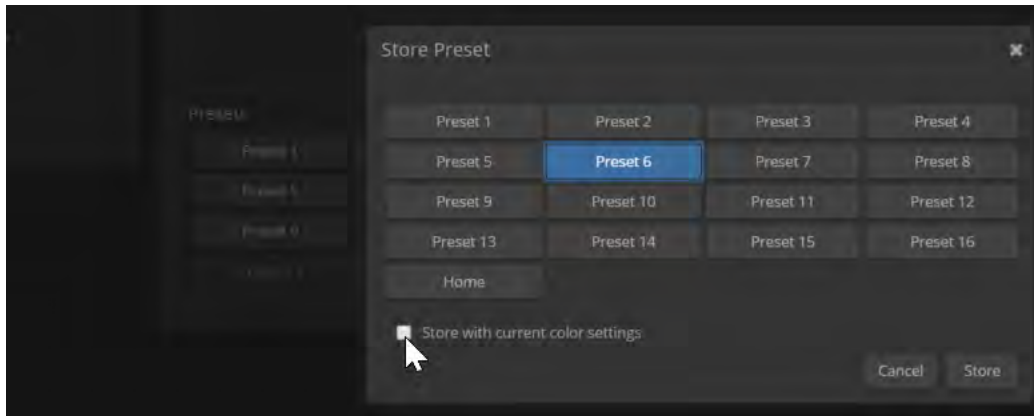 Store Preset
Presets
Preset 1 Preset 2 Preset 3 Preset 4
Preset 5 Preset 6 Preset 7 Preset 8
Preset 9 Preset 10 Preset 11 Preset 12
Preset 13 Preset 14 Preset 15 Preset 16
Home
Store with current color settings
Cancel Store